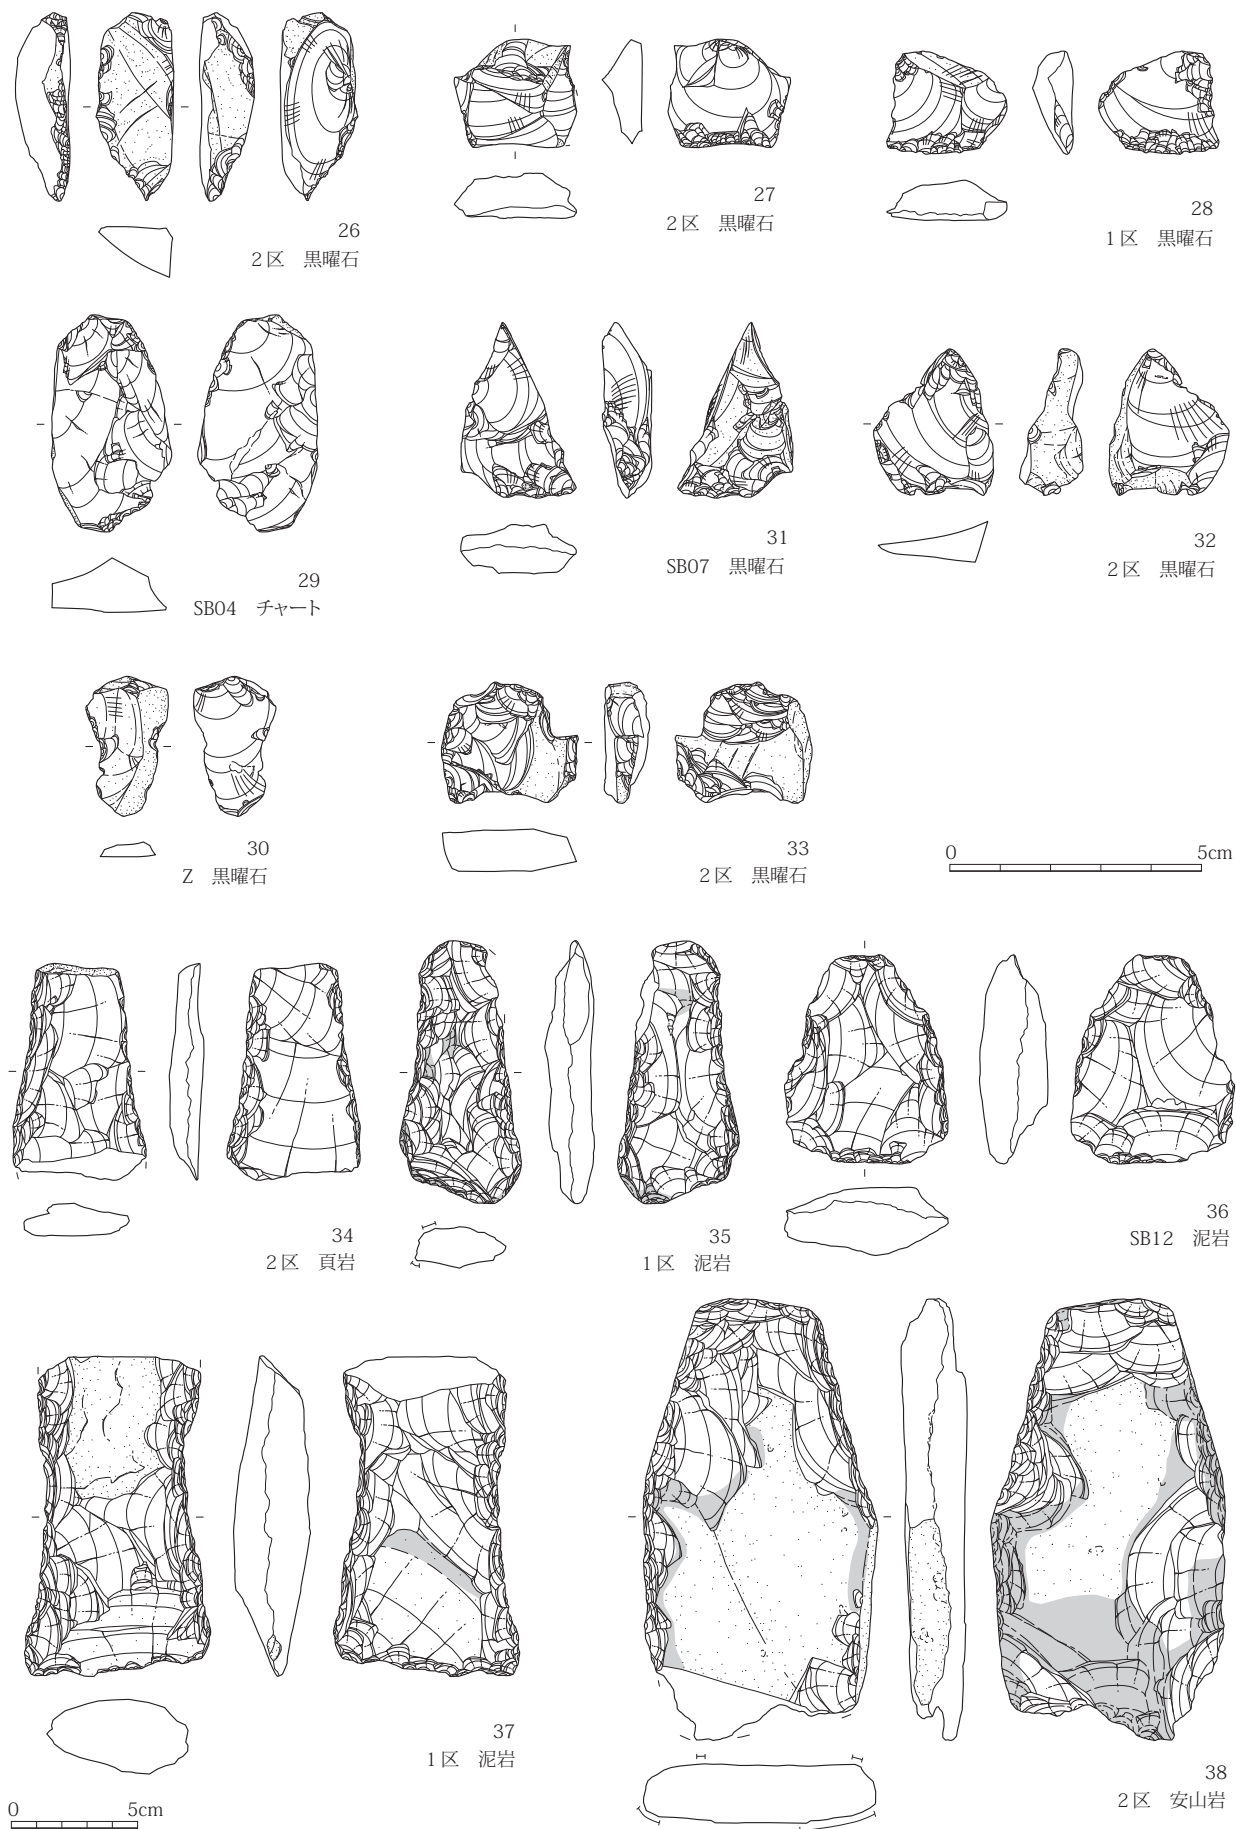 26
2区 黒曜石
27
2区 黒曜石
28
1区 黒曜石
29
SB04 チャート
31
SB07 黒曜石
32
2区 黒曜石
30
Z 黒曜石
33
2区 黒曜石
0 5cm
34
2区 頁岩
35
1区 泥岩
36
SB12 泥岩
37
1区 泥岩
38
2区 安山岩
0 5cm